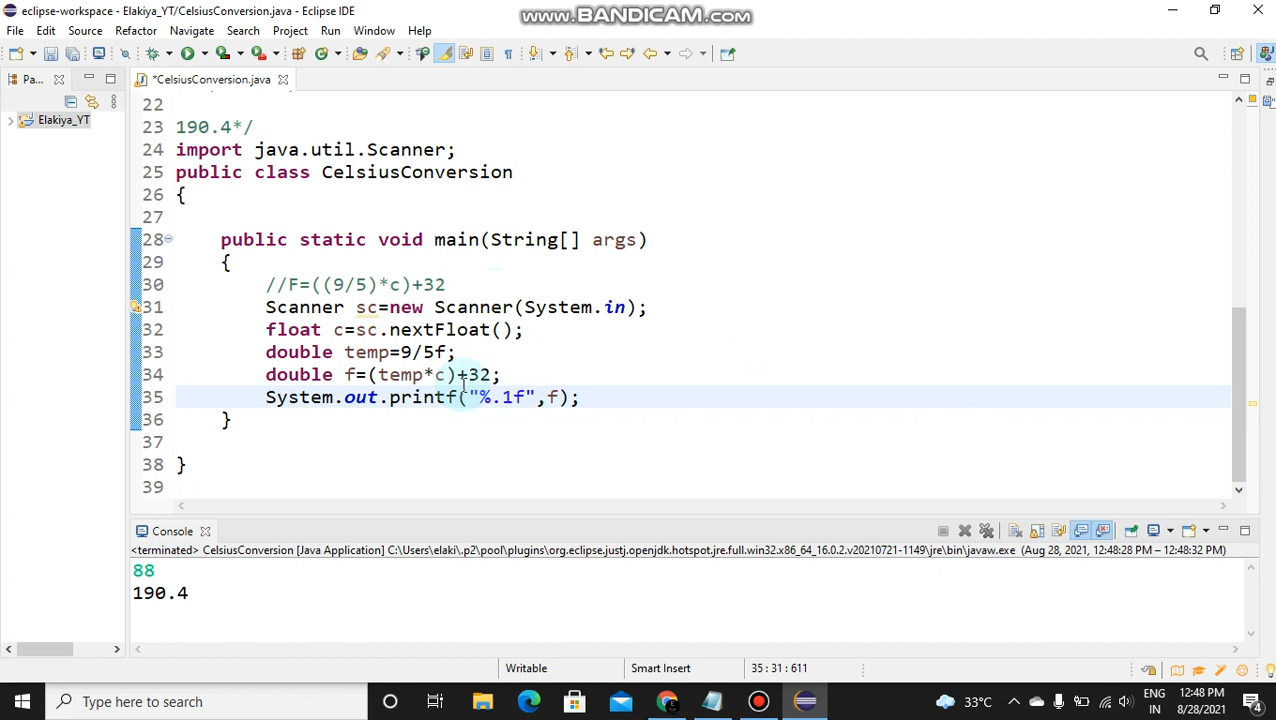 eclipse-workspace - Elakiya_YT/CelsiusConversion.java - Eclipse IDE
www.BANDICAM.com
File Edit Source Refactor Navigate Search Project Run Window Help
Pa...
*CelsiusConversion.java
Elakiya_YT
22
23 190.4*/
24 import java.util.Scanner;
25 public class CelsiusConversion
26 {
27
28 public static void main(String[] args)
29 {
30 //F=((9/5)*c)+32
31 Scanner sc=new Scanner(System.in);
32 float c=sc.nextFloat();
33 double temp=9/5f;
34 double f=(temp*c)+32;
35 System.out.printf("%.1f",f);
36 }
37
38 }
39
Console
<terminated> CelsiusConversion [Java Application] C:\Users\elaki\.p2\pool\plugins\org.eclipse.justj.openjdk.hotspot.jre.full.win32.x86_64_16.0.2.v20210721-1149\jre\bin\javaw.exe (Aug 28, 2021, 12:48:28 PM – 12:48:32 PM)
88
190.4
Writable Smart Insert 35 : 31 : 611
Type here to search
33°C
ENG
IN
12:48 PM
8/28/2021
4